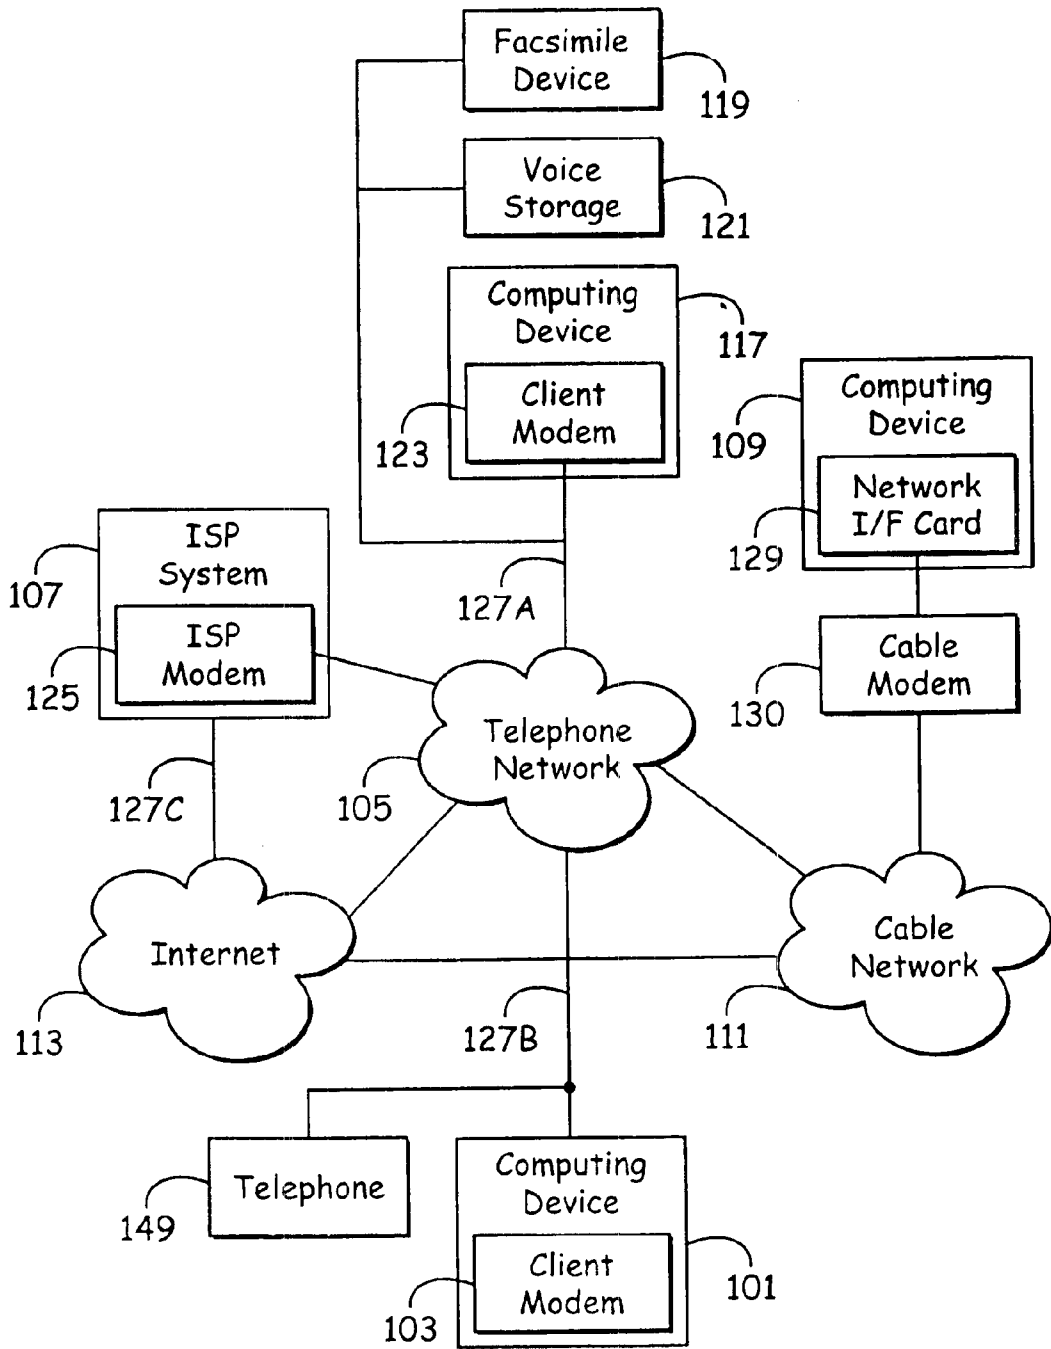 Facsimile
Device
119
Voice
Storage
121
Computing
Device
117
Client
Modem
123
Computing
Device
109
Network
I/F Card
129
ISP
System
107
ISP
Modem
125
127A
Cable
Modem
130
Telephone
Network
105
127C
Internet
113
Cable
Network
111
127B
Telephone
149
Computing
Device
101
Client
Modem
103